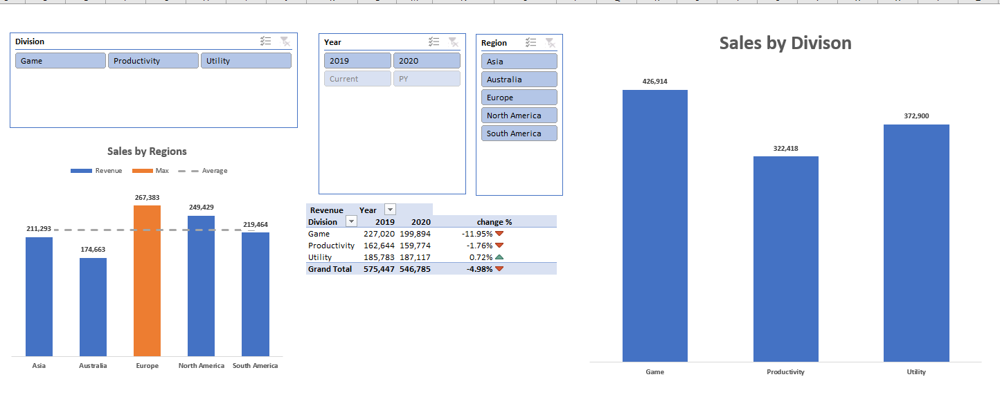 Division
Game Productivity Utility
Year
2019 2020
Current PY
Region
Asia
Australia
Europe
North America
South America
Sales by Regions
Revenue Max Average
267,383
249,429
219,464
211,293
174,663
Asia Australia Europe North America South America
Revenue Year
Division 2019 2020 change %
Game 227,020 199,894 -11.95%
Productivity 162,644 159,774 -1.76%
Utility 185,783 187,117 0.72%
Grand Total 575,447 546,785 -4.98%
Sales by Divison
426,914
372,900
322,418
Game Productivity Utility